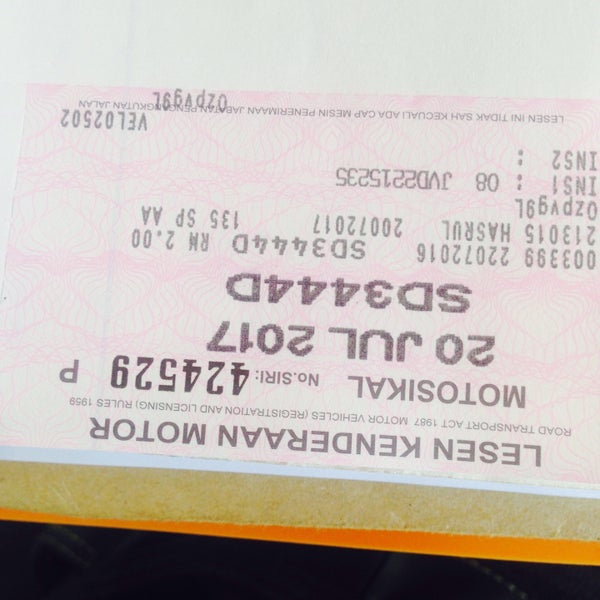 LESEN KENDERAAN MOTOR
ROAD TRANSPORT ACT 1987 MOTOR VEHICLES (REGISTRATION AND LICENSING) RULES 1959
MOTOSIKAL No.SIRI: 424529 P
20 JUL 2017
SD3444D
003399 22072016 SD3444D RM 2.00
213015 HASRUL 20072017 135 SP AA
Ozpvg9L
INS1 : 08 JVD2215235
INS2 :
VEL02502
LESEN INI TIDAK SAH KECUALI ADA CAP MESIN PENERIMAAN JABATAN PENGANGKUTAN JALAN
Ozpvg9L